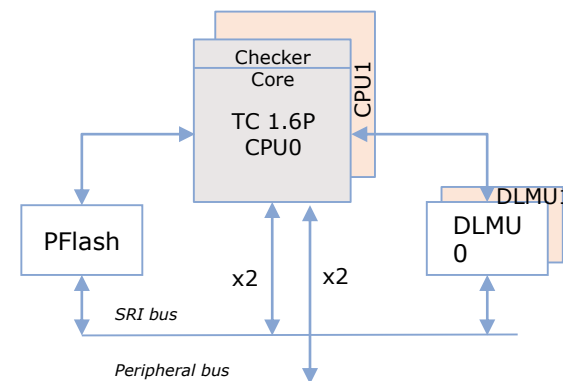 Checker
Core
TC 1.6P
CPU0
CPU1
PFlash
DLMU1
DLMU
0
x2
x2
SRI bus
Peripheral bus